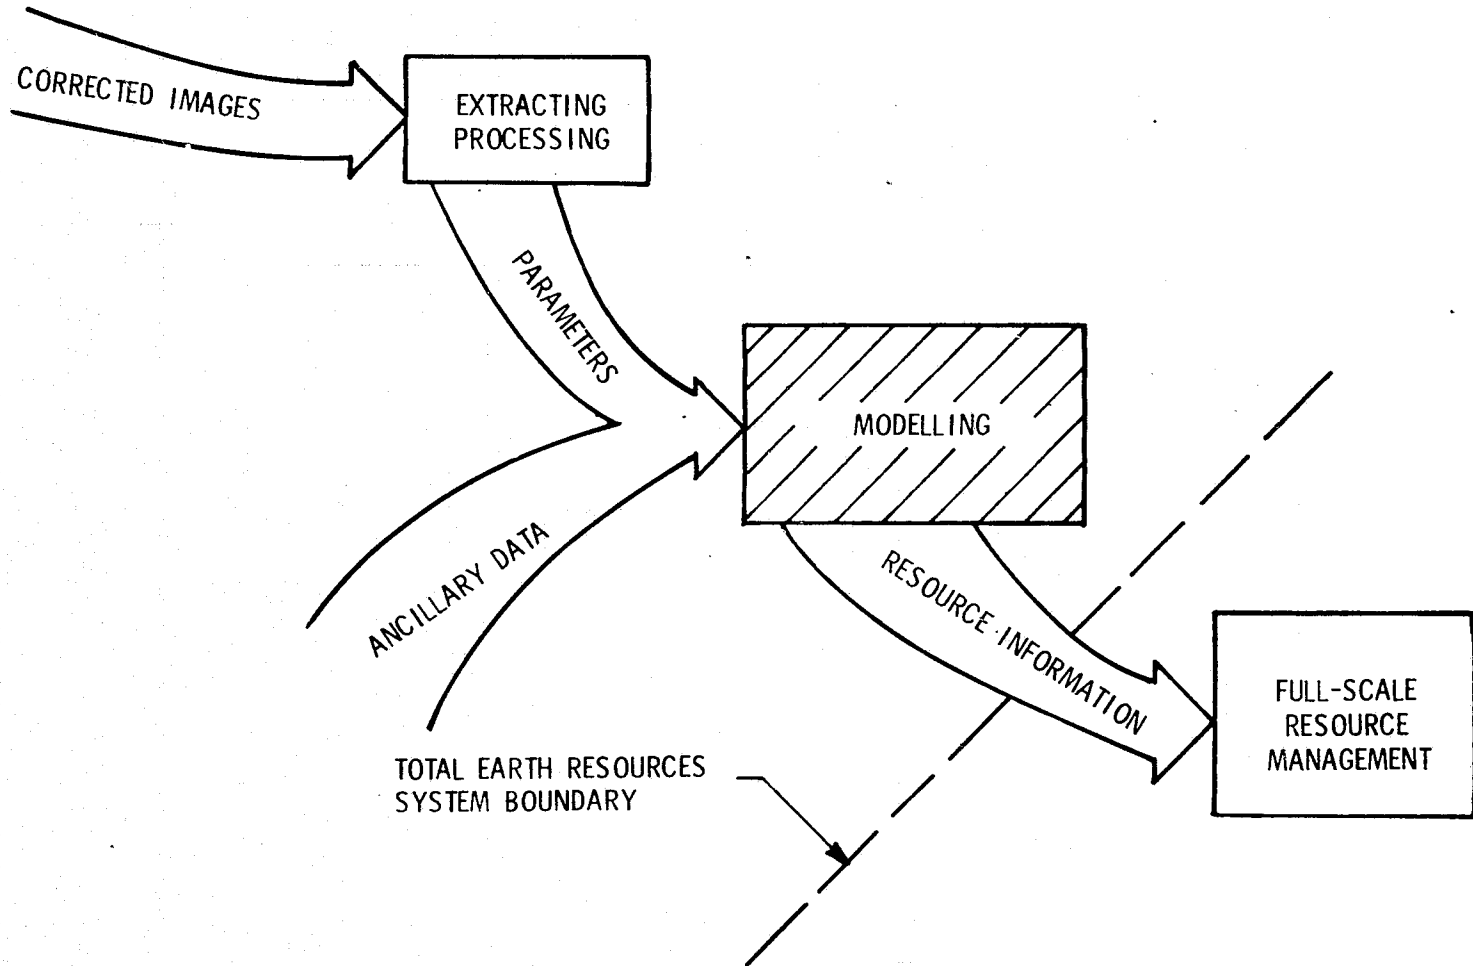 CORRECTED IMAGES
EXTRACTING
PROCESSING
PARAMETERS
MODELLING
ANCILLARY DATA
RESOURCE INFORMATION
FULL-SCALE
RESOURCE
MANAGEMENT
TOTAL EARTH RESOURCES
SYSTEM BOUNDARY